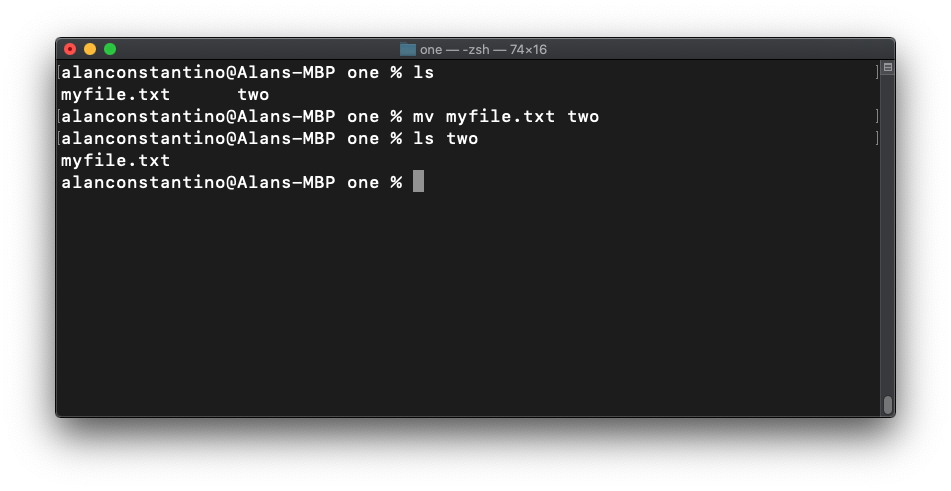 one — -zsh — 74×16
[alanconstantino@Alans-MBP one % ls ]
myfile.txt      two
[alanconstantino@Alans-MBP one % mv myfile.txt two ]
[alanconstantino@Alans-MBP one % ls two ]
myfile.txt
alanconstantino@Alans-MBP one %